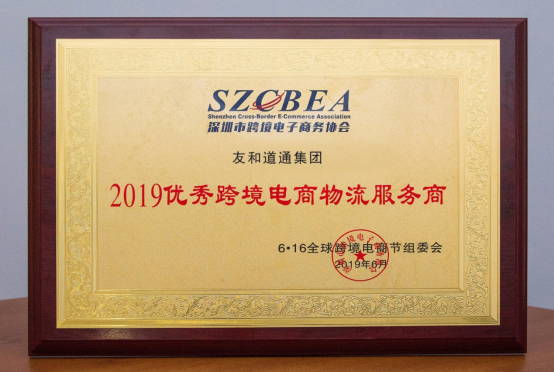 SZCBEA
Shenzhen Cross-Border E-Commerce Association
深圳市跨境电子商务协会
友和道通集团
2019优秀跨境电商物流服务商
6·16全球跨境电商节组委会
2019年6月